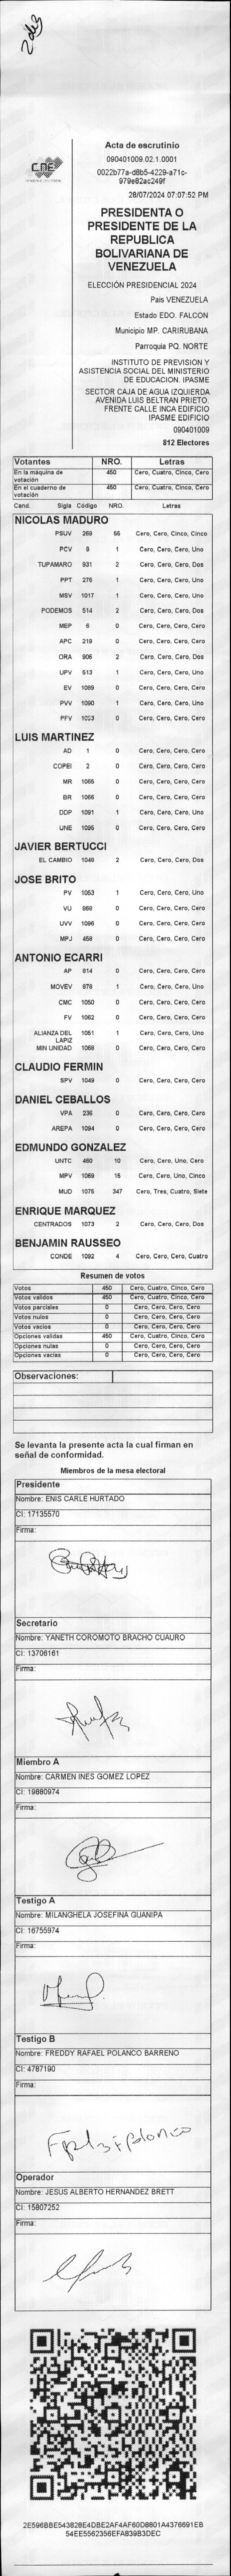 CNE
Acta de escrutinio
090401009.02.1.0001
0022b77a-d8b5-4229-a71c-
979e82ac249f
28/07/2024 07:07:52 PM
PRESIDENTA O
PRESIDENTE DE LA
REPUBLICA
BOLIVARIANA DE
VENEZUELA
ELECCIÓN PRESIDENCIAL 2024
Pais VENEZUELA
Estado EDO. FALCON
Municipio MP. CARIRUBANA
Parroquia PQ. NORTE
INSTITUTO DE PREVISION Y
ASISTENCIA SOCIAL DEL MINISTERIO
DE EDUCACION. IPASME
SECTOR CAJA DE AGUA IZQUIERDA
AVENIDA LUIS BELTRAN PRIETO.
FRENTE CALLE INCA EDIFICIO
IPASME EDIFICIO
090401009
812 Electores
Votantes NRO. Letras
En la máquina de votación 450 Cero, Cuatro, Cinco, Cero
En el cuaderno de votación 450 Cero, Cuatro, Cinco, Cero
Cand. Sigla Código NRO. Letras
NICOLAS MADURO
PSUV 269 55 Cero, Cero, Cinco, Cinco
PCV 9 1 Cero, Cero, Cero, Uno
TUPAMARO 931 2 Cero, Cero, Cero, Dos
PPT 276 1 Cero, Cero, Cero, Uno
MSV 1017 1 Cero, Cero, Cero, Uno
PODEMOS 514 2 Cero, Cero, Cero, Dos
MEP 6 0 Cero, Cero, Cero, Cero
APC 219 0 Cero, Cero, Cero, Cero
ORA 906 2 Cero, Cero, Cero, Dos
UPV 513 1 Cero, Cero, Cero, Uno
EV 1089 0 Cero, Cero, Cero, Cero
PVV 1090 1 Cero, Cero, Cero, Uno
PFV 1053 0 Cero, Cero, Cero, Cero
LUIS MARTINEZ
AD 1 0 Cero, Cero, Cero, Cero
COPEI 2 0 Cero, Cero, Cero, Cero
MR 1065 0 Cero, Cero, Cero, Cero
BR 1066 0 Cero, Cero, Cero, Cero
DDP 1091 1 Cero, Cero, Cero, Uno
UNE 1095 0 Cero, Cero, Cero, Cero
JAVIER BERTUCCI
EL CAMBIO 1048 2 Cero, Cero, Cero, Dos
JOSE BRITO
PV 1053 1 Cero, Cero, Cero, Uno
VU 868 0 Cero, Cero, Cero, Cero
UVV 1096 0 Cero, Cero, Cero, Cero
MPJ 458 0 Cero, Cero, Cero, Cero
ANTONIO ECARRI
AP 814 0 Cero, Cero, Cero, Cero
MOVEV 878 1 Cero, Cero, Cero, Uno
CMC 1050 0 Cero, Cero, Cero, Cero
FV 1062 0 Cero, Cero, Cero, Cero
ALIANZA DEL LAPIZ 1051 1 Cero, Cero, Cero, Uno
MIN UNIDAD 1068 0 Cero, Cero, Cero, Cero
CLAUDIO FERMIN
SPV 1049 0 Cero, Cero, Cero, Cero
DANIEL CEBALLOS
VPA 236 0 Cero, Cero, Cero, Cero
AREPA 1094 0 Cero, Cero, Cero, Cero
EDMUNDO GONZALEZ
UNTC 460 10 Cero, Cero, Uno, Cero
MPV 1069 15 Cero, Cero, Uno, Cinco
MUD 1075 347 Cero, Tres, Cuatro, Siete
ENRIQUE MARQUEZ
CENTRADOS 1073 2 Cero, Cero, Cero, Dos
BENJAMIN RAUSSEO
CONDE 1092 4 Cero, Cero, Cero, Cuatro
Resumen de votos
Votos 450 Cero, Cuatro, Cinco, Cero
Votos validos 450 Cero, Cuatro, Cinco, Cero
Votos parciales 0 Cero, Cero, Cero, Cero
Votos nulos 0 Cero, Cero, Cero, Cero
Votos vacios 0 Cero, Cero, Cero, Cero
Opciones validas 450 Cero, Cuatro, Cinco, Cero
Opciones nulas 0 Cero, Cero, Cero, Cero
Opciones vacias 0 Cero, Cero, Cero, Cero
Observaciones:
Se levanta la presente acta la cual firman en
señal de conformidad.
Miembros de la mesa electoral
Presidente
Nombre: ENIS CARLE HURTADO
CI: 17135570
Firma:
Secretario
Nombre: YANETH COROMOTO BRACHO CUAURO
CI: 13706161
Firma:
Miembro A
Nombre: CARMEN INES GOMEZ LOPEZ
CI: 19880974
Firma:
Testigo A
Nombre: MILANGHELA JOSEFINA GUANIPA
CI: 16755974
Firma:
Testigo B
Nombre: FREDDY RAFAEL POLANCO BARRENO
CI: 4787190
Firma:
Operador
Nombre: JESUS ALBERTO HERNANDEZ BRETT
CI: 15807252
Firma:
2E596BBE543828E4DBE2AF4AF60D8801A4376691EB
54EE5562356EFA839B3DEC